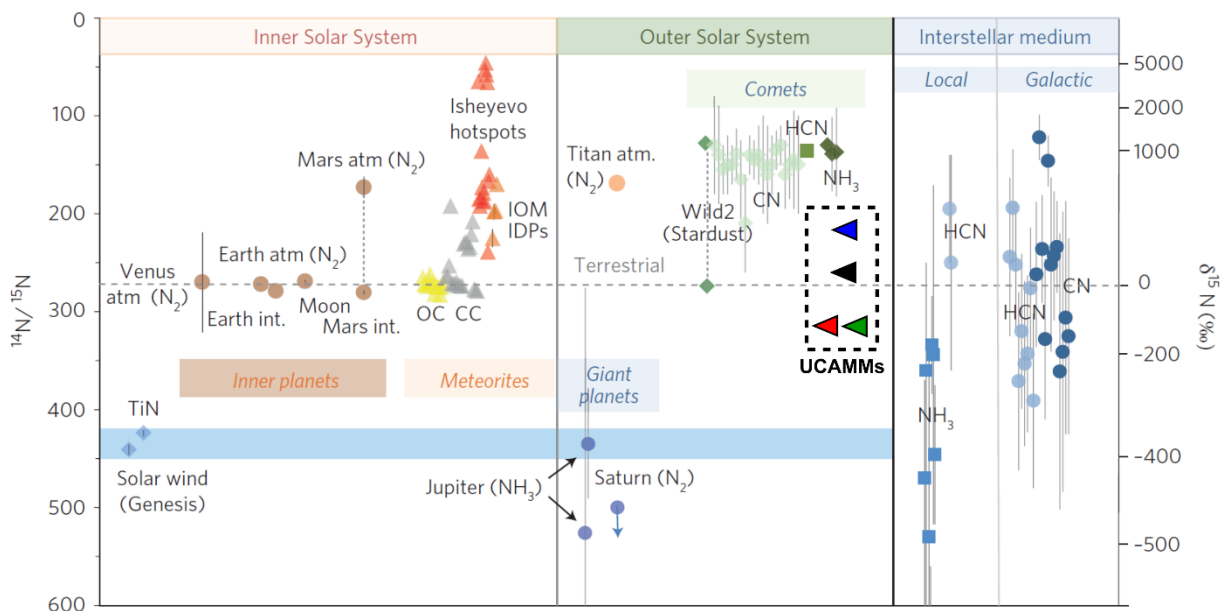 Inner Solar System
Outer Solar System
Interstellar medium
0
100
200
300
400
500
600
¹⁴N/ ¹⁵N
5000
2000
1000
0
–200
–400
–500
δ¹⁵ N (‰)
Local
Galactic
Comets
Isheyevo
hotspots
Mars atm (N₂)
Titan atm.
(N₂)
HCN
NH₃
CN
Wild2
(Stardust)
IOM
IDPs
HCN
Earth atm (N₂)
Venus
atm (N₂)
Terrestrial
CN
Earth int.
Moon
Mars int.
OC
CC
HCN
UCAMMs
Inner planets
Meteorites
Giant
planets
TiN
NH₃
Solar wind
(Genesis)
Jupiter (NH₃)
Saturn (N₂)